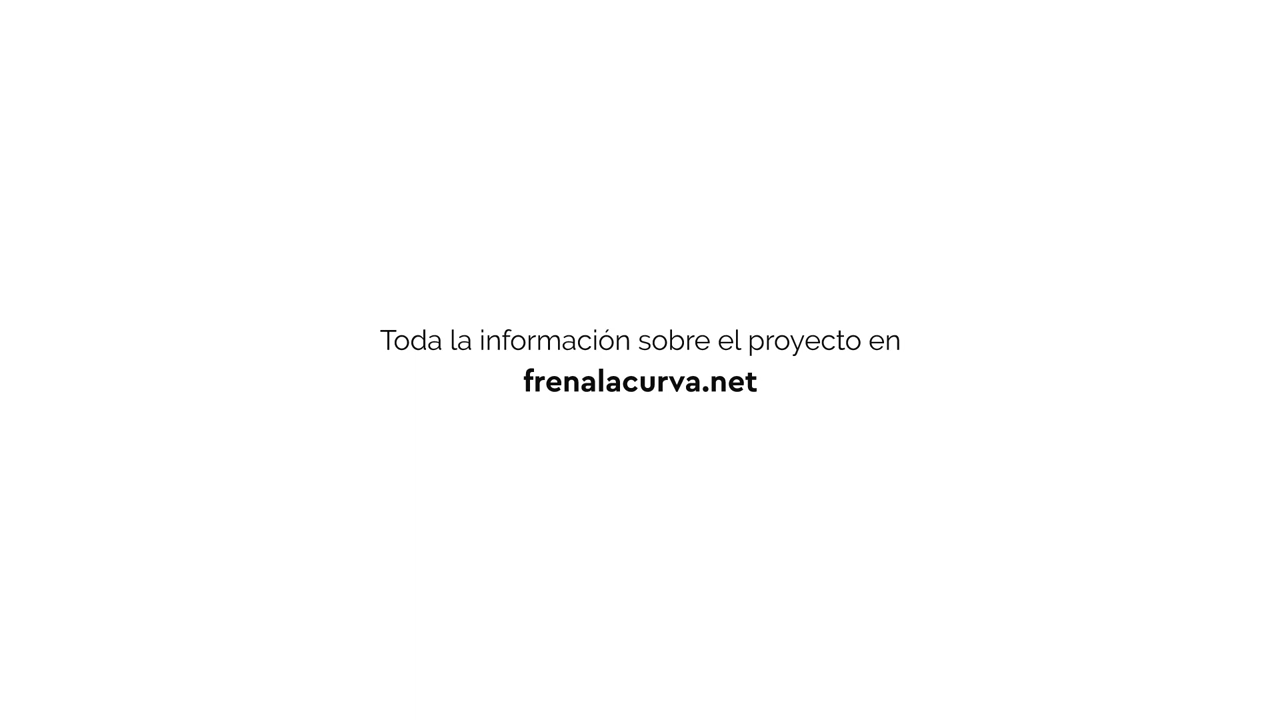 Toda la información sobre el proyecto en
frenalacurva.net